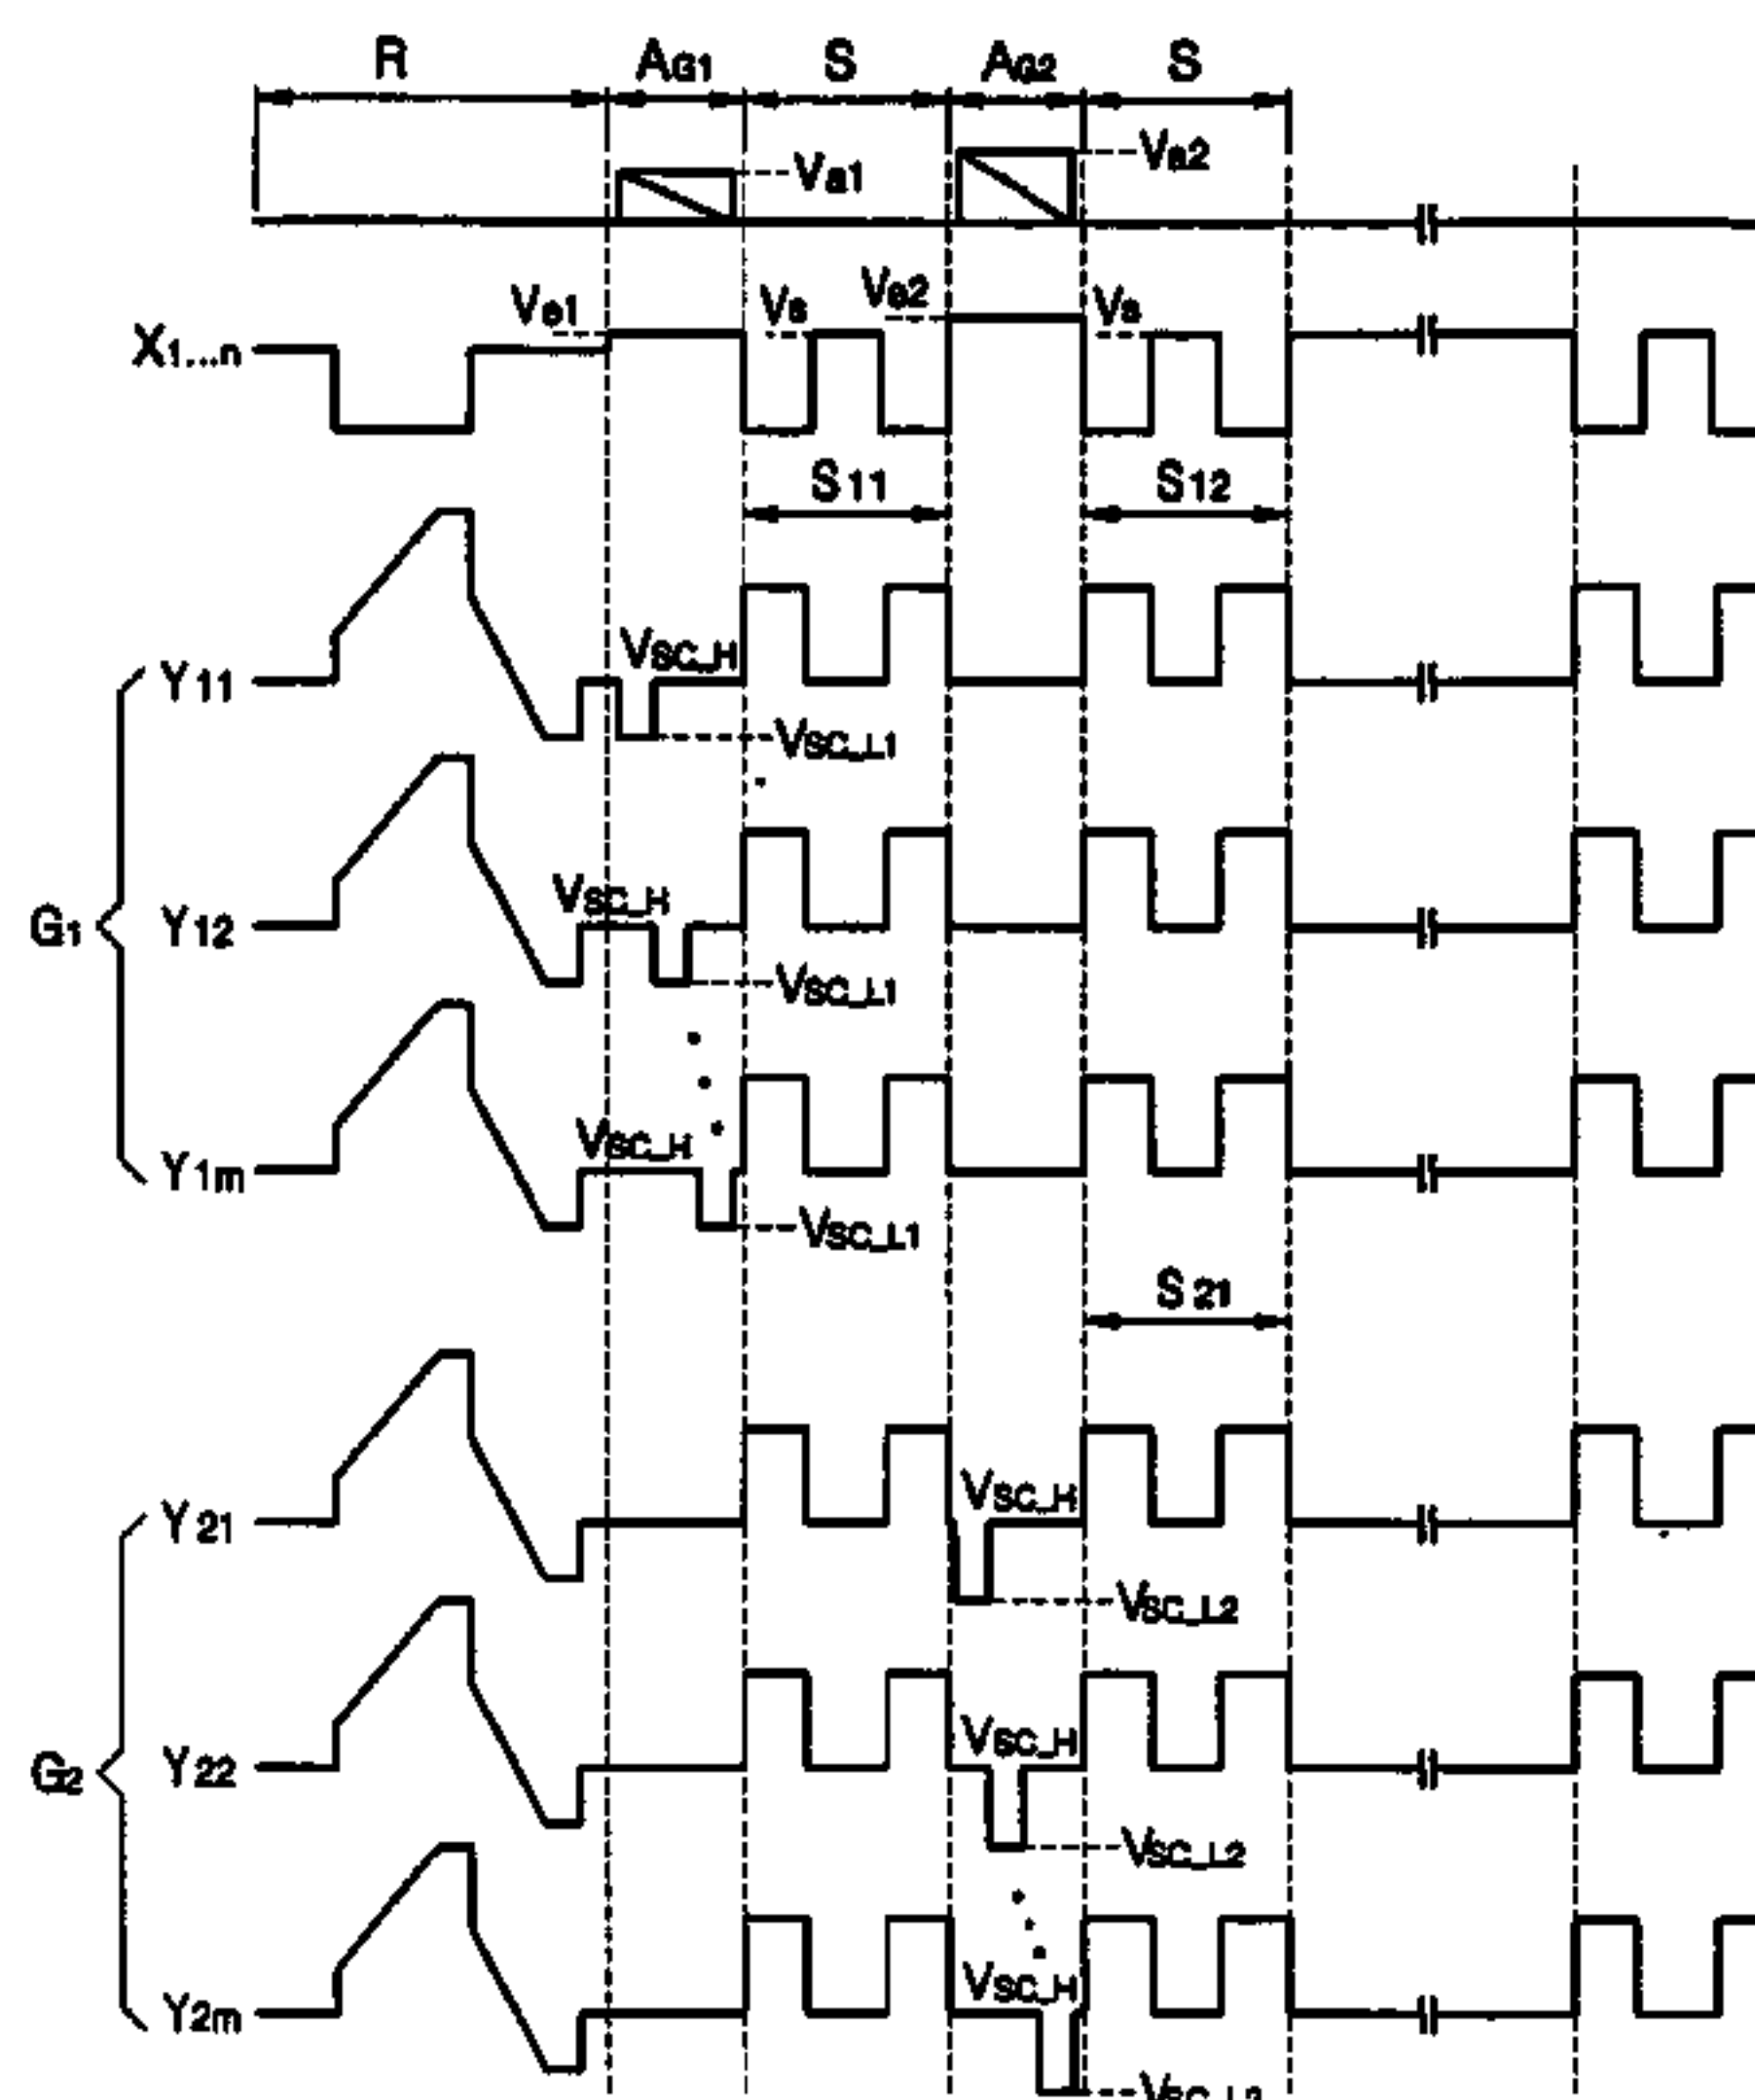 R AG1 S AG2 S
Va1 Va2
Ve1 Vs Ve2 Vs
X1...n
S11 S12
VSC_H
Y11
VSC_L1
VSC_H
G1 Y12
VSC_L1
VSC_H
Y1m
VSC_L1
S21
VSC_H
Y21
VSC_L2
VSC_H
G2 Y22
VSC_L2
VSC_H
Y2m
VSC_L2